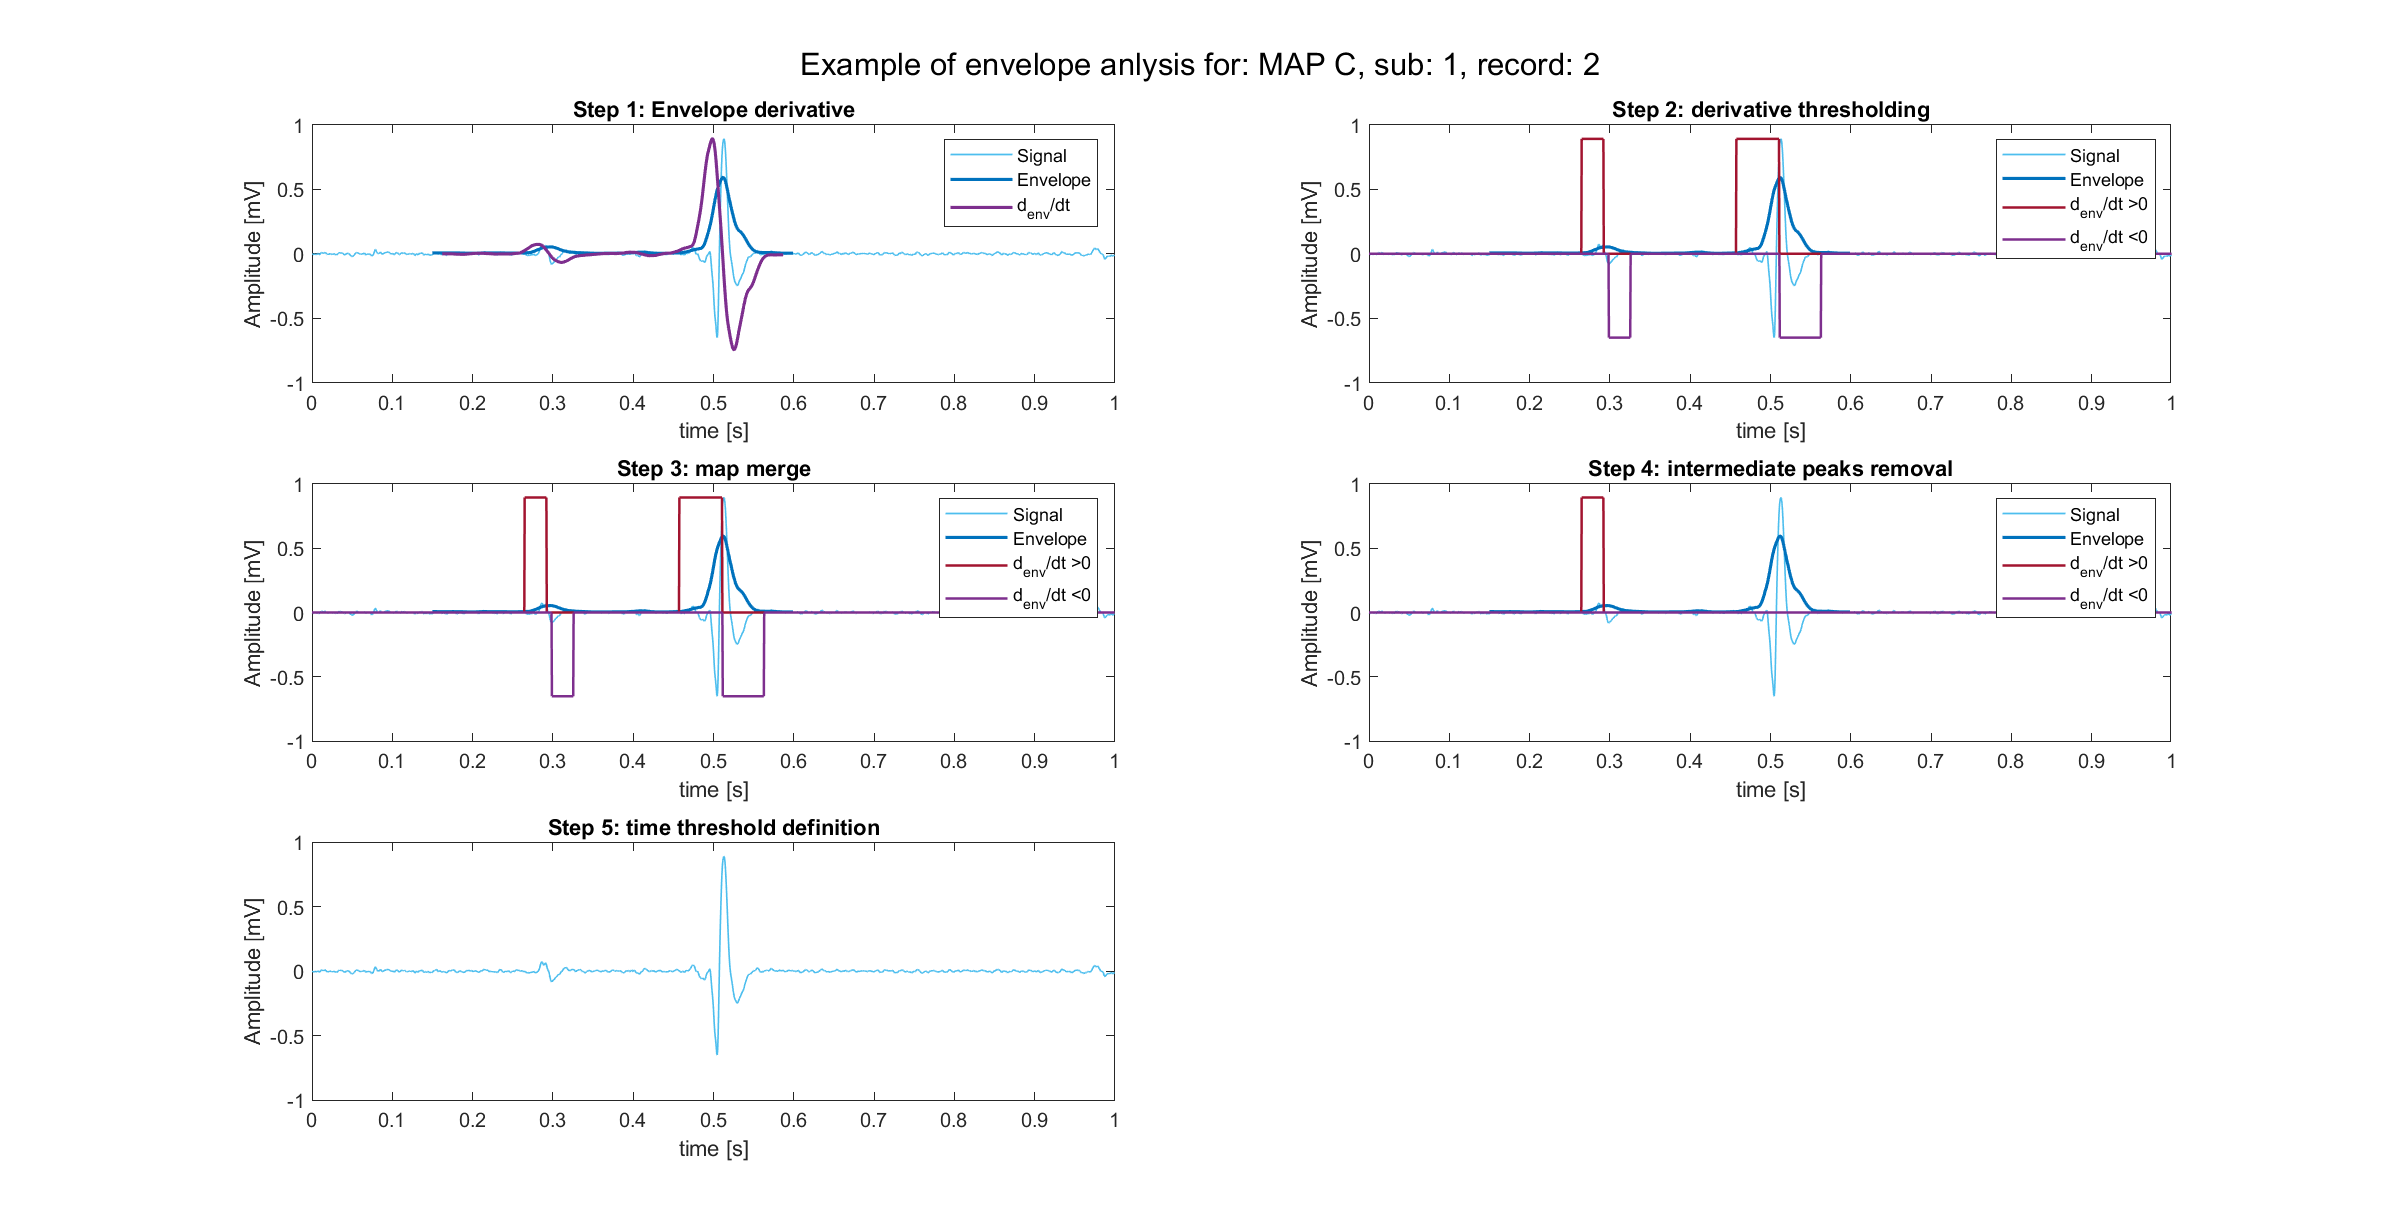 Example of envelope anlysis for: MAP C, sub: 1, record: 2
Step 1: Envelope derivative
1
0.5
0
-0.5
-1
Amplitude [mV]
0 0.1 0.2 0.3 0.4 0.5 0.6 0.7 0.8 0.9 1
time [s]
Signal
Envelope
d_env/dt
Step 2: derivative thresholding
1
0.5
0
-0.5
-1
Amplitude [mV]
0 0.1 0.2 0.3 0.4 0.5 0.6 0.7 0.8 0.9 1
time [s]
Signal
Envelope
d_env/dt >0
d_env/dt <0
Step 3: map merge
1
0.5
0
-0.5
-1
Amplitude [mV]
0 0.1 0.2 0.3 0.4 0.5 0.6 0.7 0.8 0.9 1
time [s]
Signal
Envelope
d_env/dt >0
d_env/dt <0
Step 4: intermediate peaks removal
1
0.5
0
-0.5
-1
Amplitude [mV]
0 0.1 0.2 0.3 0.4 0.5 0.6 0.7 0.8 0.9 1
time [s]
Signal
Envelope
d_env/dt >0
d_env/dt <0
Step 5: time threshold definition
1
0.5
0
-0.5
-1
Amplitude [mV]
0 0.1 0.2 0.3 0.4 0.5 0.6 0.7 0.8 0.9 1
time [s]